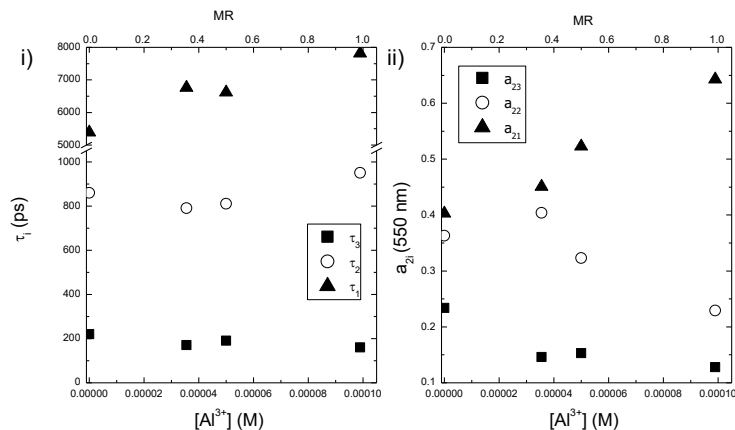 MR
0.0 0.2 0.4 0.6 0.8 1.0
i)
8000
7000
6000
5000
1000
800
600
400
200
0
τi (ps)
τ3
τ2
τ1
0.00000 0.00002 0.00004 0.00006 0.00008 0.00010
[Al3+] (M)
MR
0.0 0.2 0.4 0.6 0.8 1.0
ii)
0.7
0.6
0.5
0.4
0.3
0.2
0.1
a2i (550 nm)
a23
a22
a21
0.00000 0.00002 0.00004 0.00006 0.00008 0.00010
[Al3+] (M)